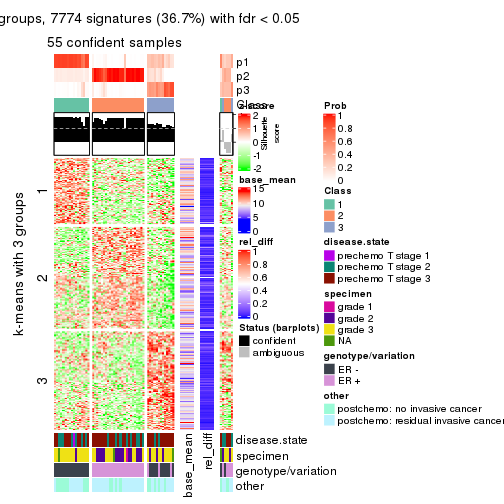 groups, 7774 signatures (36.7%) with fdr < 0.05
55 confident samples
p1
p2
p3
Class
z-score
2
1
0
-1
-2
Silhouette
score
base_mean
15
10
5
0
rel_diff
1
0.8
0.6
0.4
0.2
0
Status (barplots)
confident
ambiguous
Prob
1
0.8
0.6
0.4
0.2
0
Class
1
2
3
disease.state
prechemo T stage 1
prechemo T stage 2
prechemo T stage 3
specimen
grade 1
grade 2
grade 3
NA
genotype/variation
ER -
ER +
other
postchemo: no invasive cancer
postchemo: residual invasive cancer
k-means with 3 groups
1
2
3
base_mean
rel_diff
disease.state
specimen
genotype/variation
other